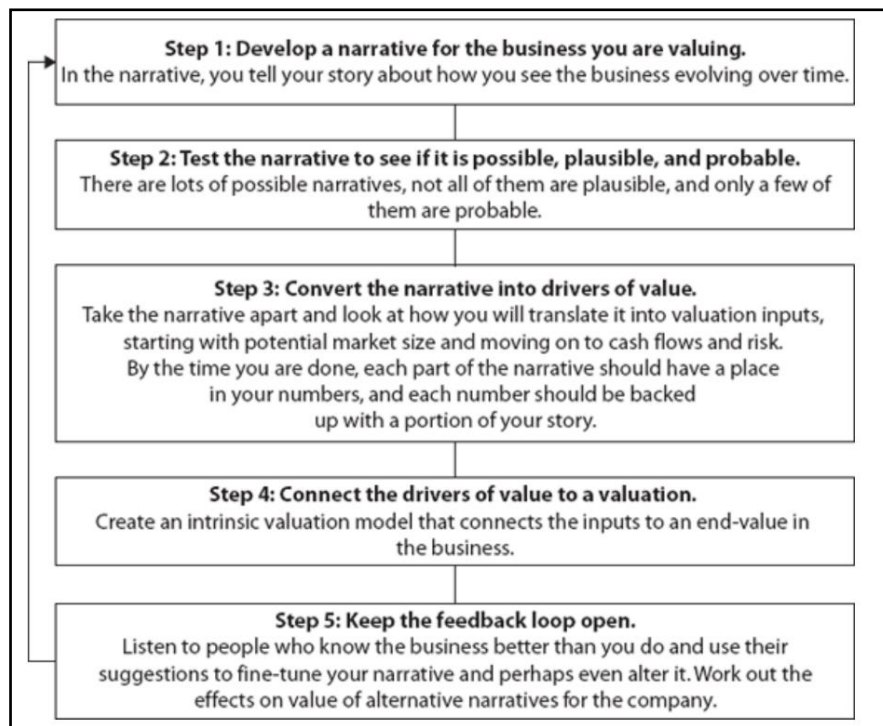 Step 1: Develop a narrative for the business you are valuing.
In the narrative, you tell your story about how you see the business evolving over time.
Step 2: Test the narrative to see if it is possible, plausible, and probable.
There are lots of possible narratives, not all of them are plausible, and only a few of
them are probable.
Step 3: Convert the narrative into drivers of value.
Take the narrative apart and look at how you will translate it into valuation inputs,
starting with potential market size and moving on to cash flows and risk.
By the time you are done, each part of the narrative should have a place
in your numbers, and each number should be backed
up with a portion of your story.
Step 4: Connect the drivers of value to a valuation.
Create an intrinsic valuation model that connects the inputs to an end-value in
the business.
Step 5: Keep the feedback loop open.
Listen to people who know the business better than you do and use their
suggestions to fine-tune your narrative and perhaps even alter it. Work out the
effects on value of alternative narratives for the company.